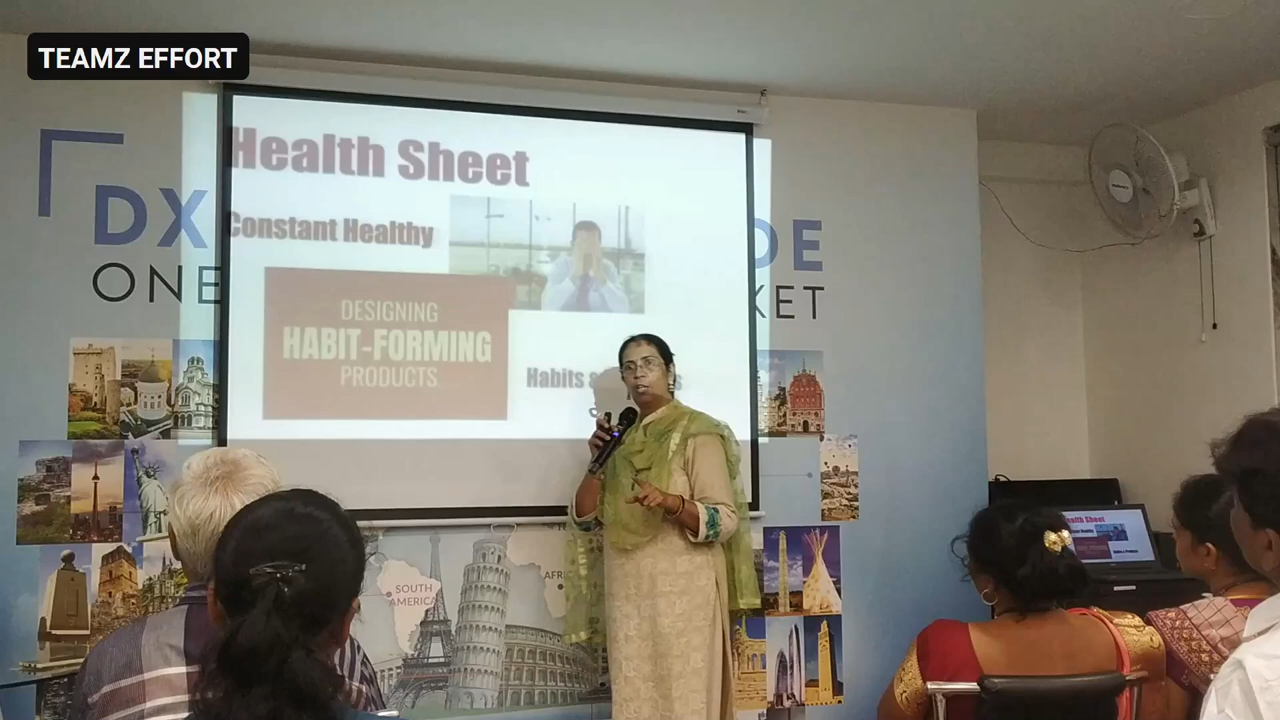 TEAMZ EFFORT
Health Sheet
Constant Healthy
DX
DE
ONE
KET
DESIGNING
HABIT-FORMING
PRODUCTS
Habits
SOUTH
AMERICA
Health Sheet